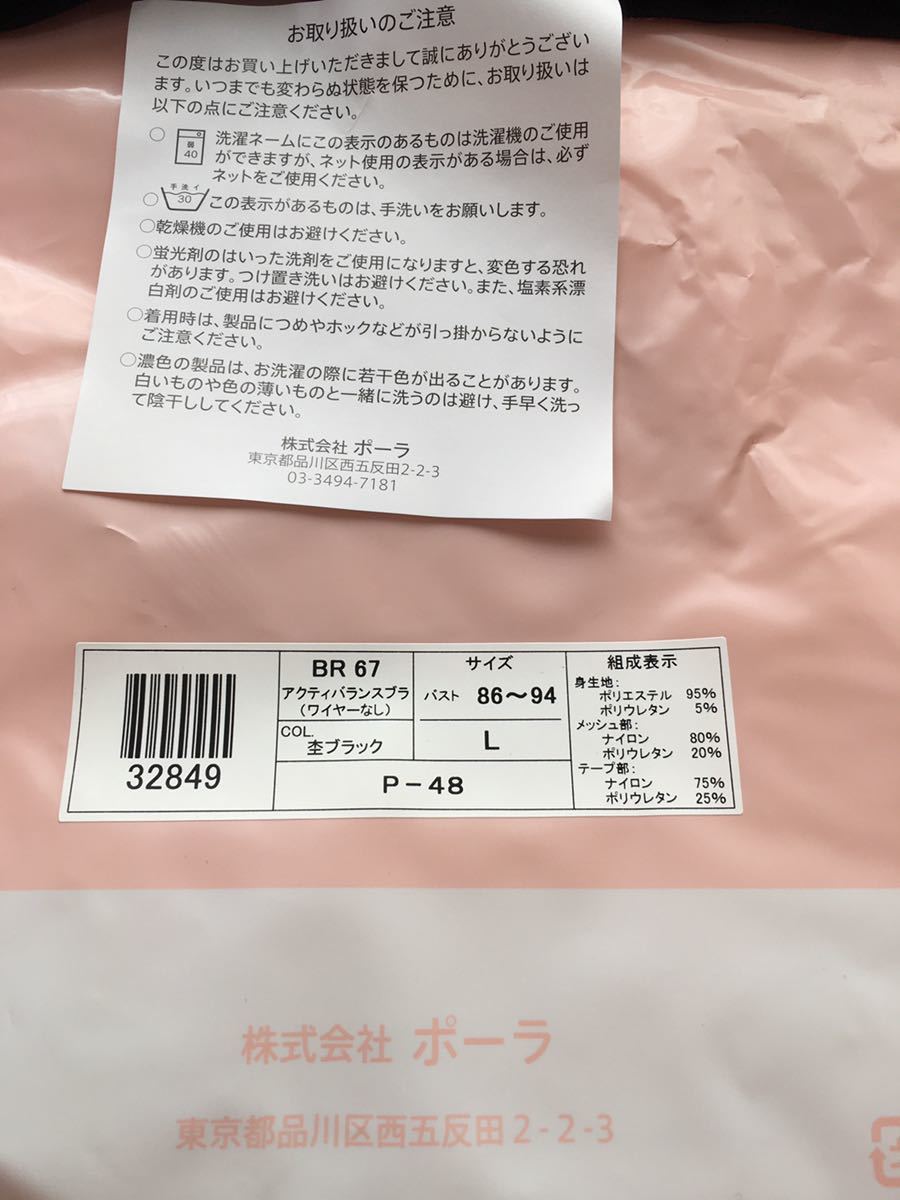 お取り扱いのご注意
この度はお買い上げいただきまして誠にありがとうござい
ます。いつまでも変わらぬ状態を保つために、お取り扱いは
以下の点にご注意ください。
○ 弱 40 洗濯ネームにこの表示のあるものは洗濯機のご使用
ができますが、ネット使用の表示がある場合は、必ず
ネットをご使用ください。
○ 手洗イ 30 この表示があるものは、手洗いをお願いします。
○乾燥機のご使用はお避けください。
○蛍光剤のはいった洗剤をご使用になりますと、変色する恐れ
があります。つけ置き洗いはお避けください。また、塩素系漂
白剤のご使用はお避けください。
○着用時は、製品につめやホックなどが引っ掛からないように
ご注意ください。
○濃色の製品は、お洗濯の際に若干色が出ることがあります。
白いものや色の薄いものと一緒に洗うのは避け、手早く洗っ
て陰干ししてください。
株式会社 ポーラ
東京都品川区西五反田2-2-3
03-3494-7181
32849
BR 67
アクティバランスブラ
(ワイヤーなし)
COL.
杢ブラック
サイズ
バスト 86～94
L
P-48
組成表示
身生地:
ポリエステル 95%
ポリウレタン 5%
メッシュ部:
ナイロン 80%
ポリウレタン 20%
テープ部:
ナイロン 75%
ポリウレタン 25%
株式会社 ポーラ
東京都品川区西五反田2-2-3